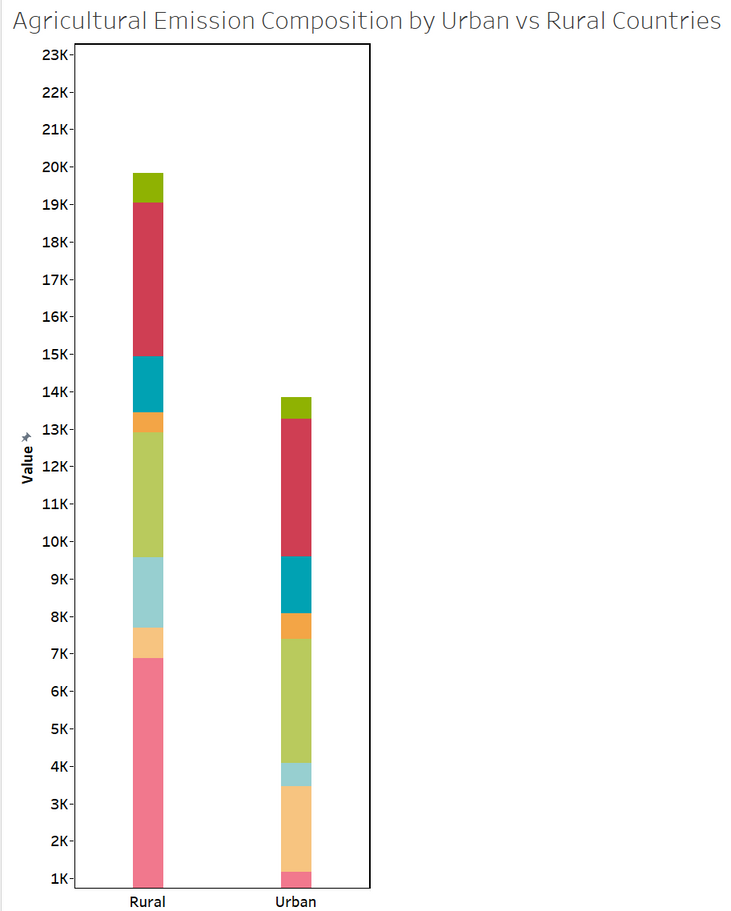 Agricultural Emission Composition by Urban vs Rural Countries
23K
22K
21K
20K
19K
18K
17K
16K
15K
14K
13K
12K
11K
10K
9K
8K
7K
6K
5K
4K
3K
2K
1K
Value
Rural
Urban